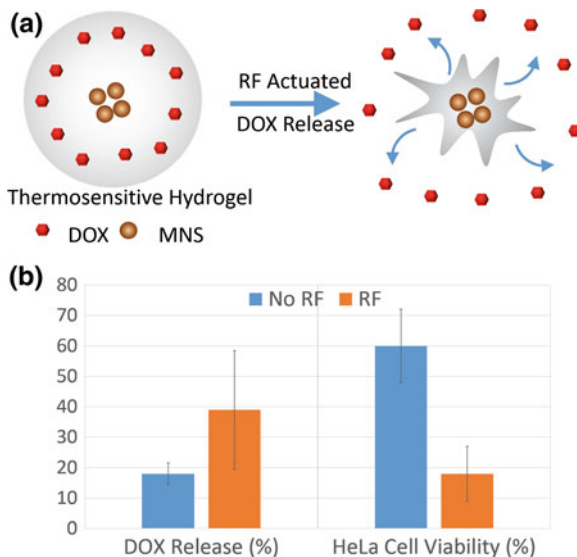 (a)
RF Actuated
DOX Release
Thermosensitive Hydrogel
DOX MNS
(b)
80
70
60
50
40
30
20
10
0
No RF RF
DOX Release (%) HeLa Cell Viability (%)